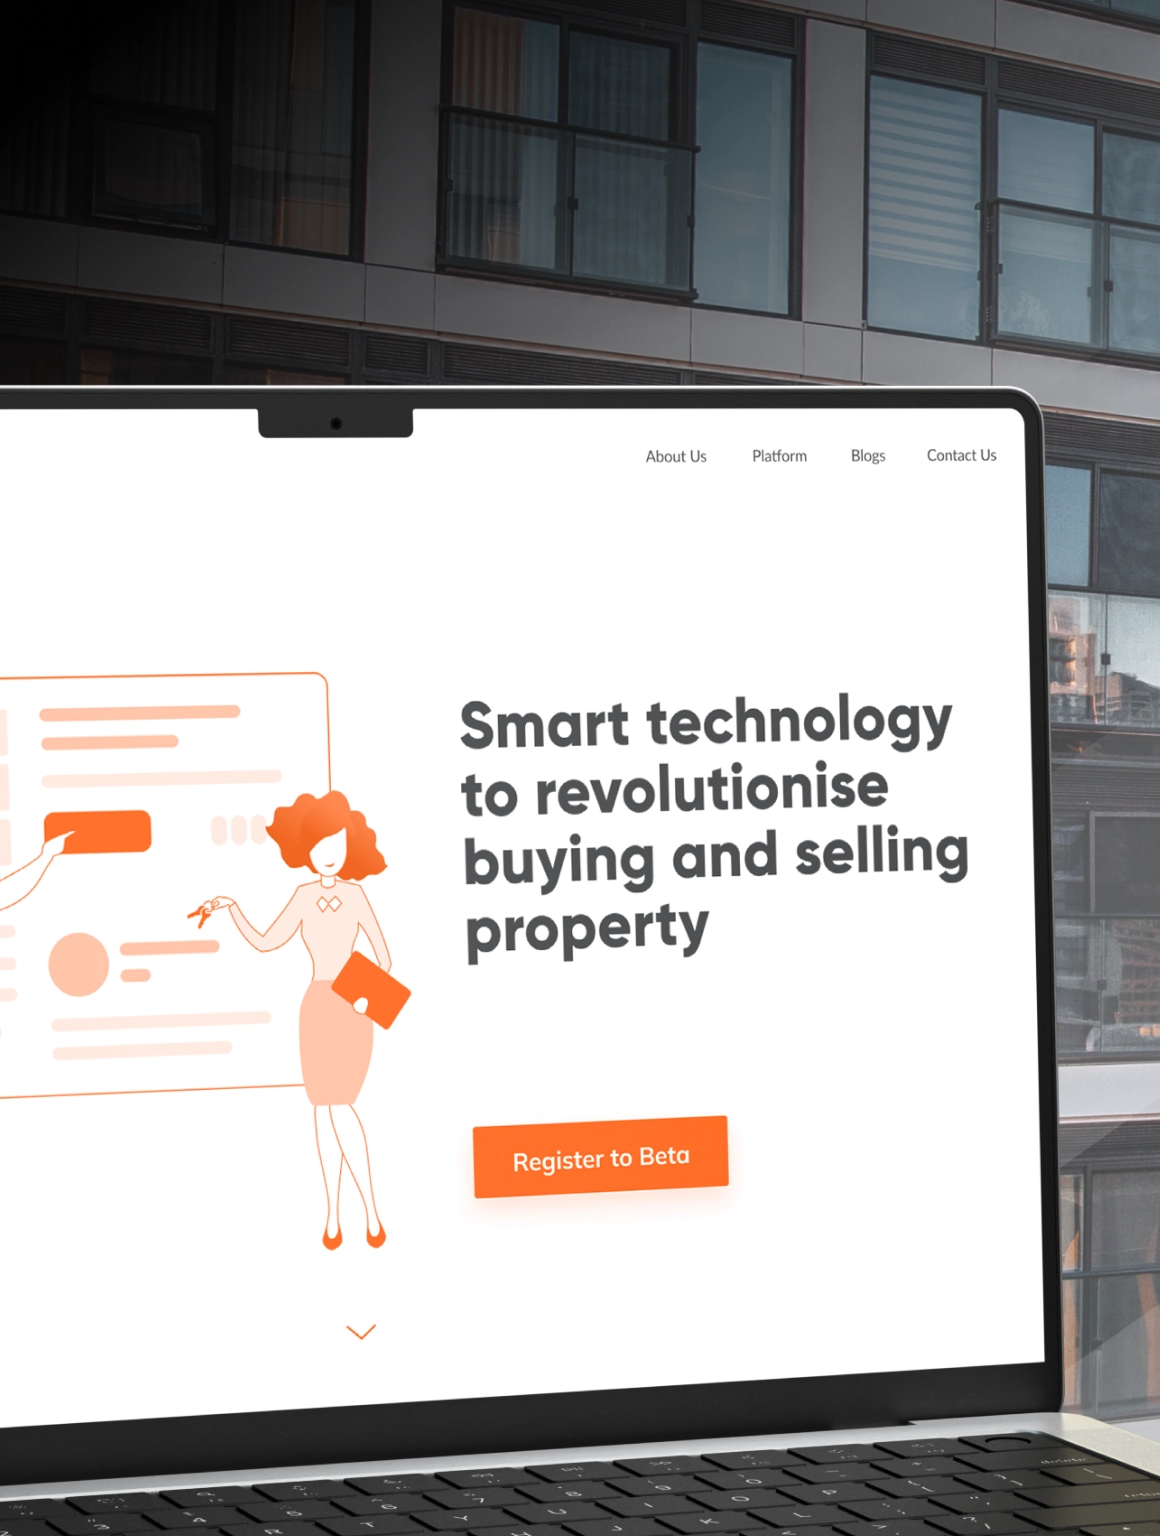 About Us Platform Blogs Contact Us
Smart technology
to revolutionise
buying and selling
property
Register to Beta